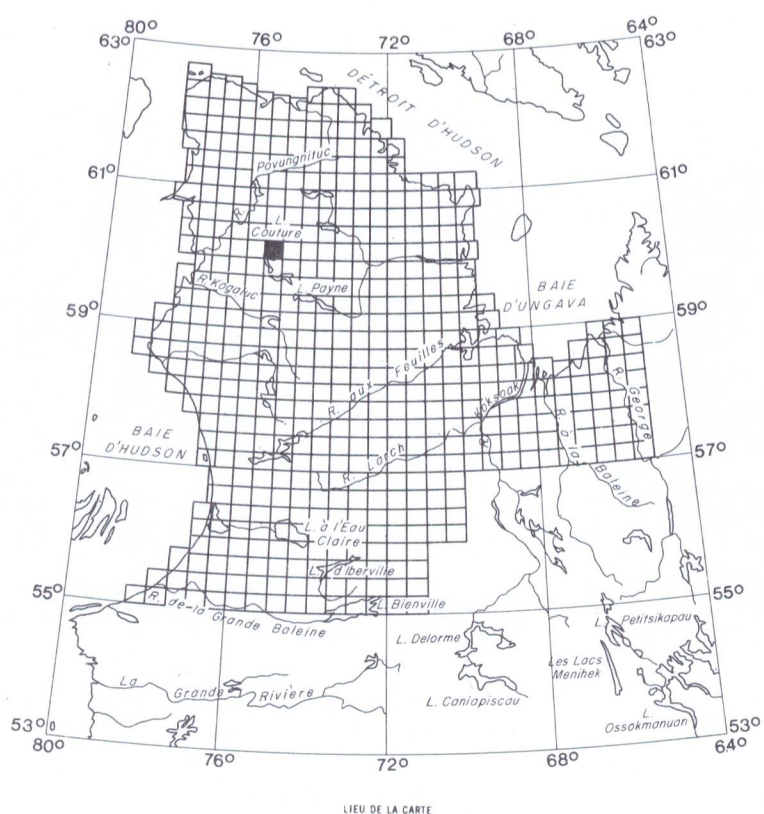 80° 76° 72° 68° 64°
63° 63°
DÉTROIT
D'HUDSON
Povungnituc
61° 61°
R.
L.
Couture
R. Kogaluc
L. Payne
BAIE
D'UNGAVA
59° 59°
R. aux Feuilles
Koksoak
R. George
R. à la Baleine
BAIE
D'HUDSON
57° 57°
R. Larch
L. à l'Eau
Claire
L. d'Iberville
55° 55°
R. de-la Grande Baleine
L. Bienville
L. Delorme
L. Petitsikapau
Les Lacs
Menihek
La Grande Rivière
L. Caniapiscau
L.
Ossokmanuan
53° 53°
80° 76° 72° 68° 64°
LIEU DE LA CARTE